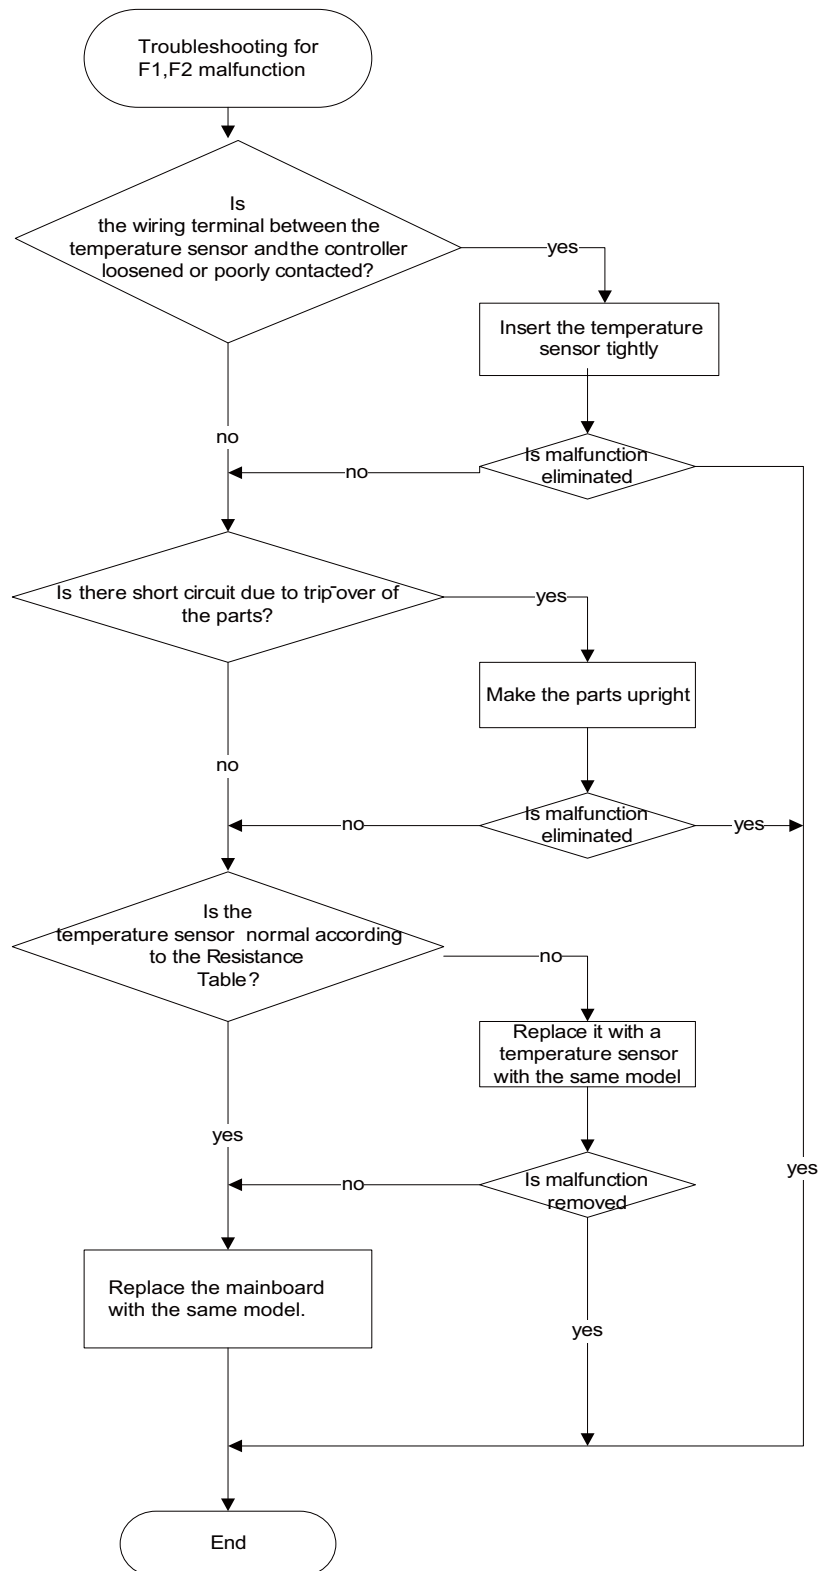 Troubleshooting for
F1,F2 malfunction
Is
the wiring terminal between the
temperature sensor and the controller
loosened or poorly contacted?
yes
Insert the temperature
sensor tightly
no
Is malfunction
eliminated
no
Is there short circuit due to trip-over of
the parts?
yes
Make the parts upright
no
Is malfunction
eliminated
no
yes
Is the
temperature sensor normal according
to the Resistance
Table?
no
Replace it with a
temperature sensor
with the same model
yes
Is malfunction
removed
no
yes
Replace the mainboard
with the same model.
yes
End